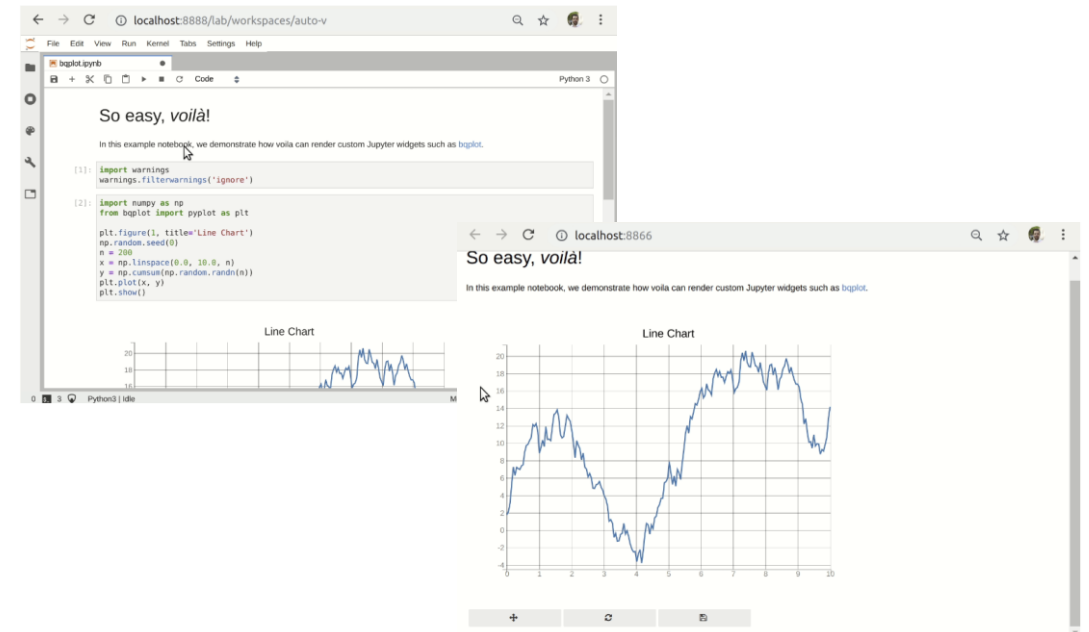 localhost:8888/lab/workspaces/auto-v
File Edit View Run Kernel Tabs Settings Help
bqplot.ipynb
Code
Python 3
So easy, voilà!
In this example notebook, we demonstrate how voila can render custom Jupyter widgets such as bqplot.
[1]: import warnings
warnings.filterwarnings('ignore')
[2]: import numpy as np
from bqplot import pyplot as plt
plt.figure(1, title='Line Chart')
np.random.seed(0)
n = 200
x = np.linspace(0.0, 10.0, n)
y = np.cumsum(np.random.randn(n))
plt.plot(x, y)
plt.show()
Line Chart
20
18
16
0 3 Python3 | Idle M
localhost:8866
So easy, voilà!
In this example notebook, we demonstrate how voila can render custom Jupyter widgets such as bqplot.
Line Chart
20
18
16
14
12
10
8
6
4
2
0
-2
-4
0 1 2 3 4 5 6 7 8 9 10